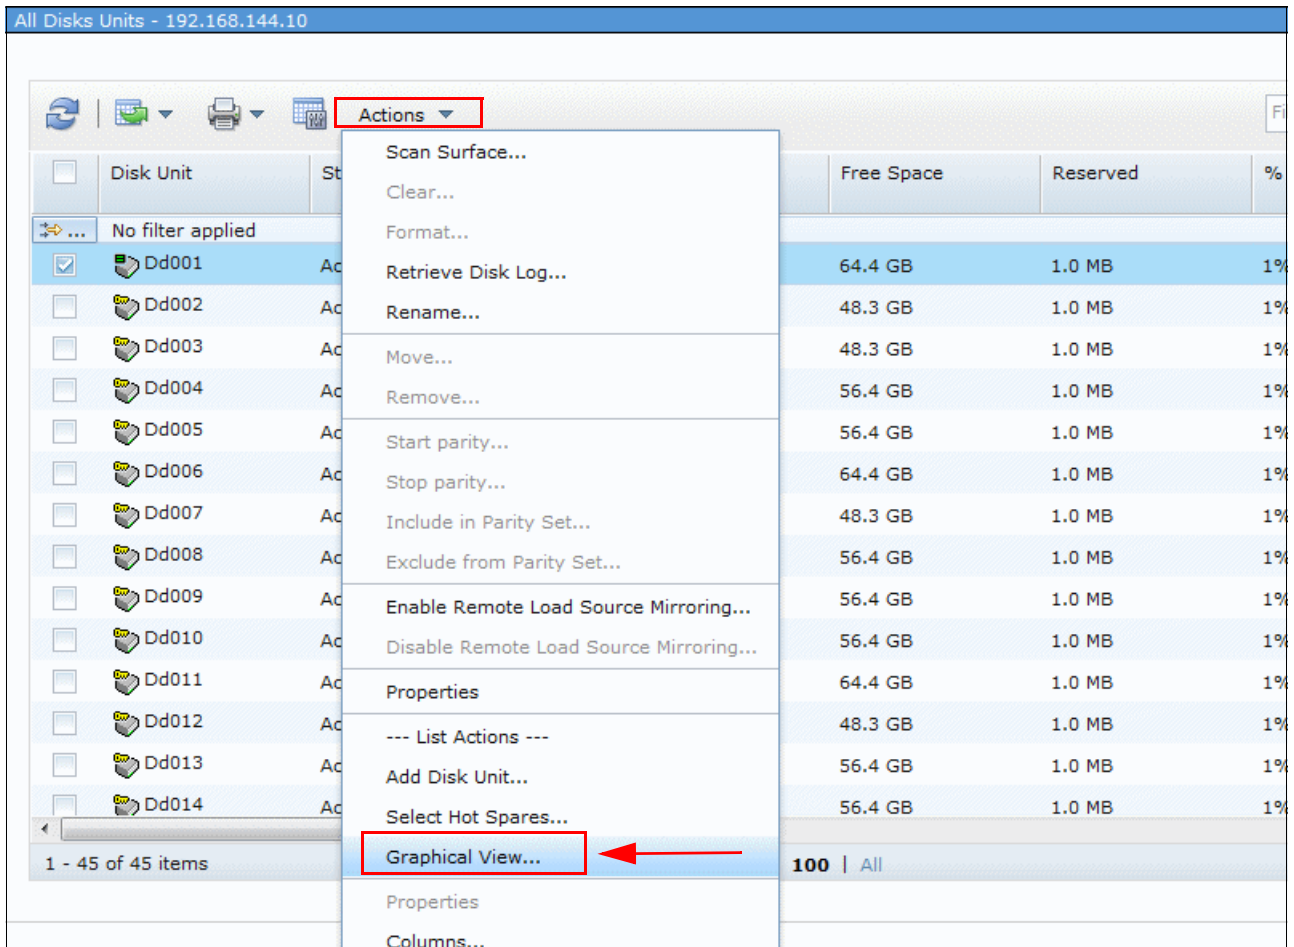 All Disks Units - 192.168.144.10
Actions
Disk Unit St Free Space Reserved %
... No filter applied
Dd001 Ac 64.4 GB 1.0 MB 1%
Dd002 Ac 48.3 GB 1.0 MB 1%
Dd003 Ac 48.3 GB 1.0 MB 1%
Dd004 Ac 56.4 GB 1.0 MB 1%
Dd005 Ac 56.4 GB 1.0 MB 1%
Dd006 Ac 64.4 GB 1.0 MB 1%
Dd007 Ac 48.3 GB 1.0 MB 1%
Dd008 Ac 56.4 GB 1.0 MB 1%
Dd009 Ac 56.4 GB 1.0 MB 1%
Dd010 Ac 56.4 GB 1.0 MB 1%
Dd011 Ac 64.4 GB 1.0 MB 1%
Dd012 Ac 48.3 GB 1.0 MB 1%
Dd013 Ac 56.4 GB 1.0 MB 1%
Dd014 Ac 56.4 GB 1.0 MB 1%
1 - 45 of 45 items 100 | All
Scan Surface...
Clear...
Format...
Retrieve Disk Log...
Rename...
Move...
Remove...
Start parity...
Stop parity...
Include in Parity Set...
Exclude from Parity Set...
Enable Remote Load Source Mirroring...
Disable Remote Load Source Mirroring...
Properties
--- List Actions ---
Add Disk Unit...
Select Hot Spares...
Graphical View...
Properties
Columns...